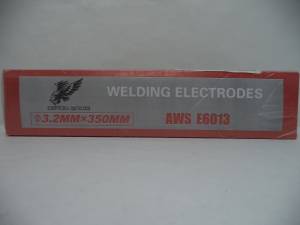 WELDING ELECTRODES
Φ3.2MM×350MM
AWS E6013